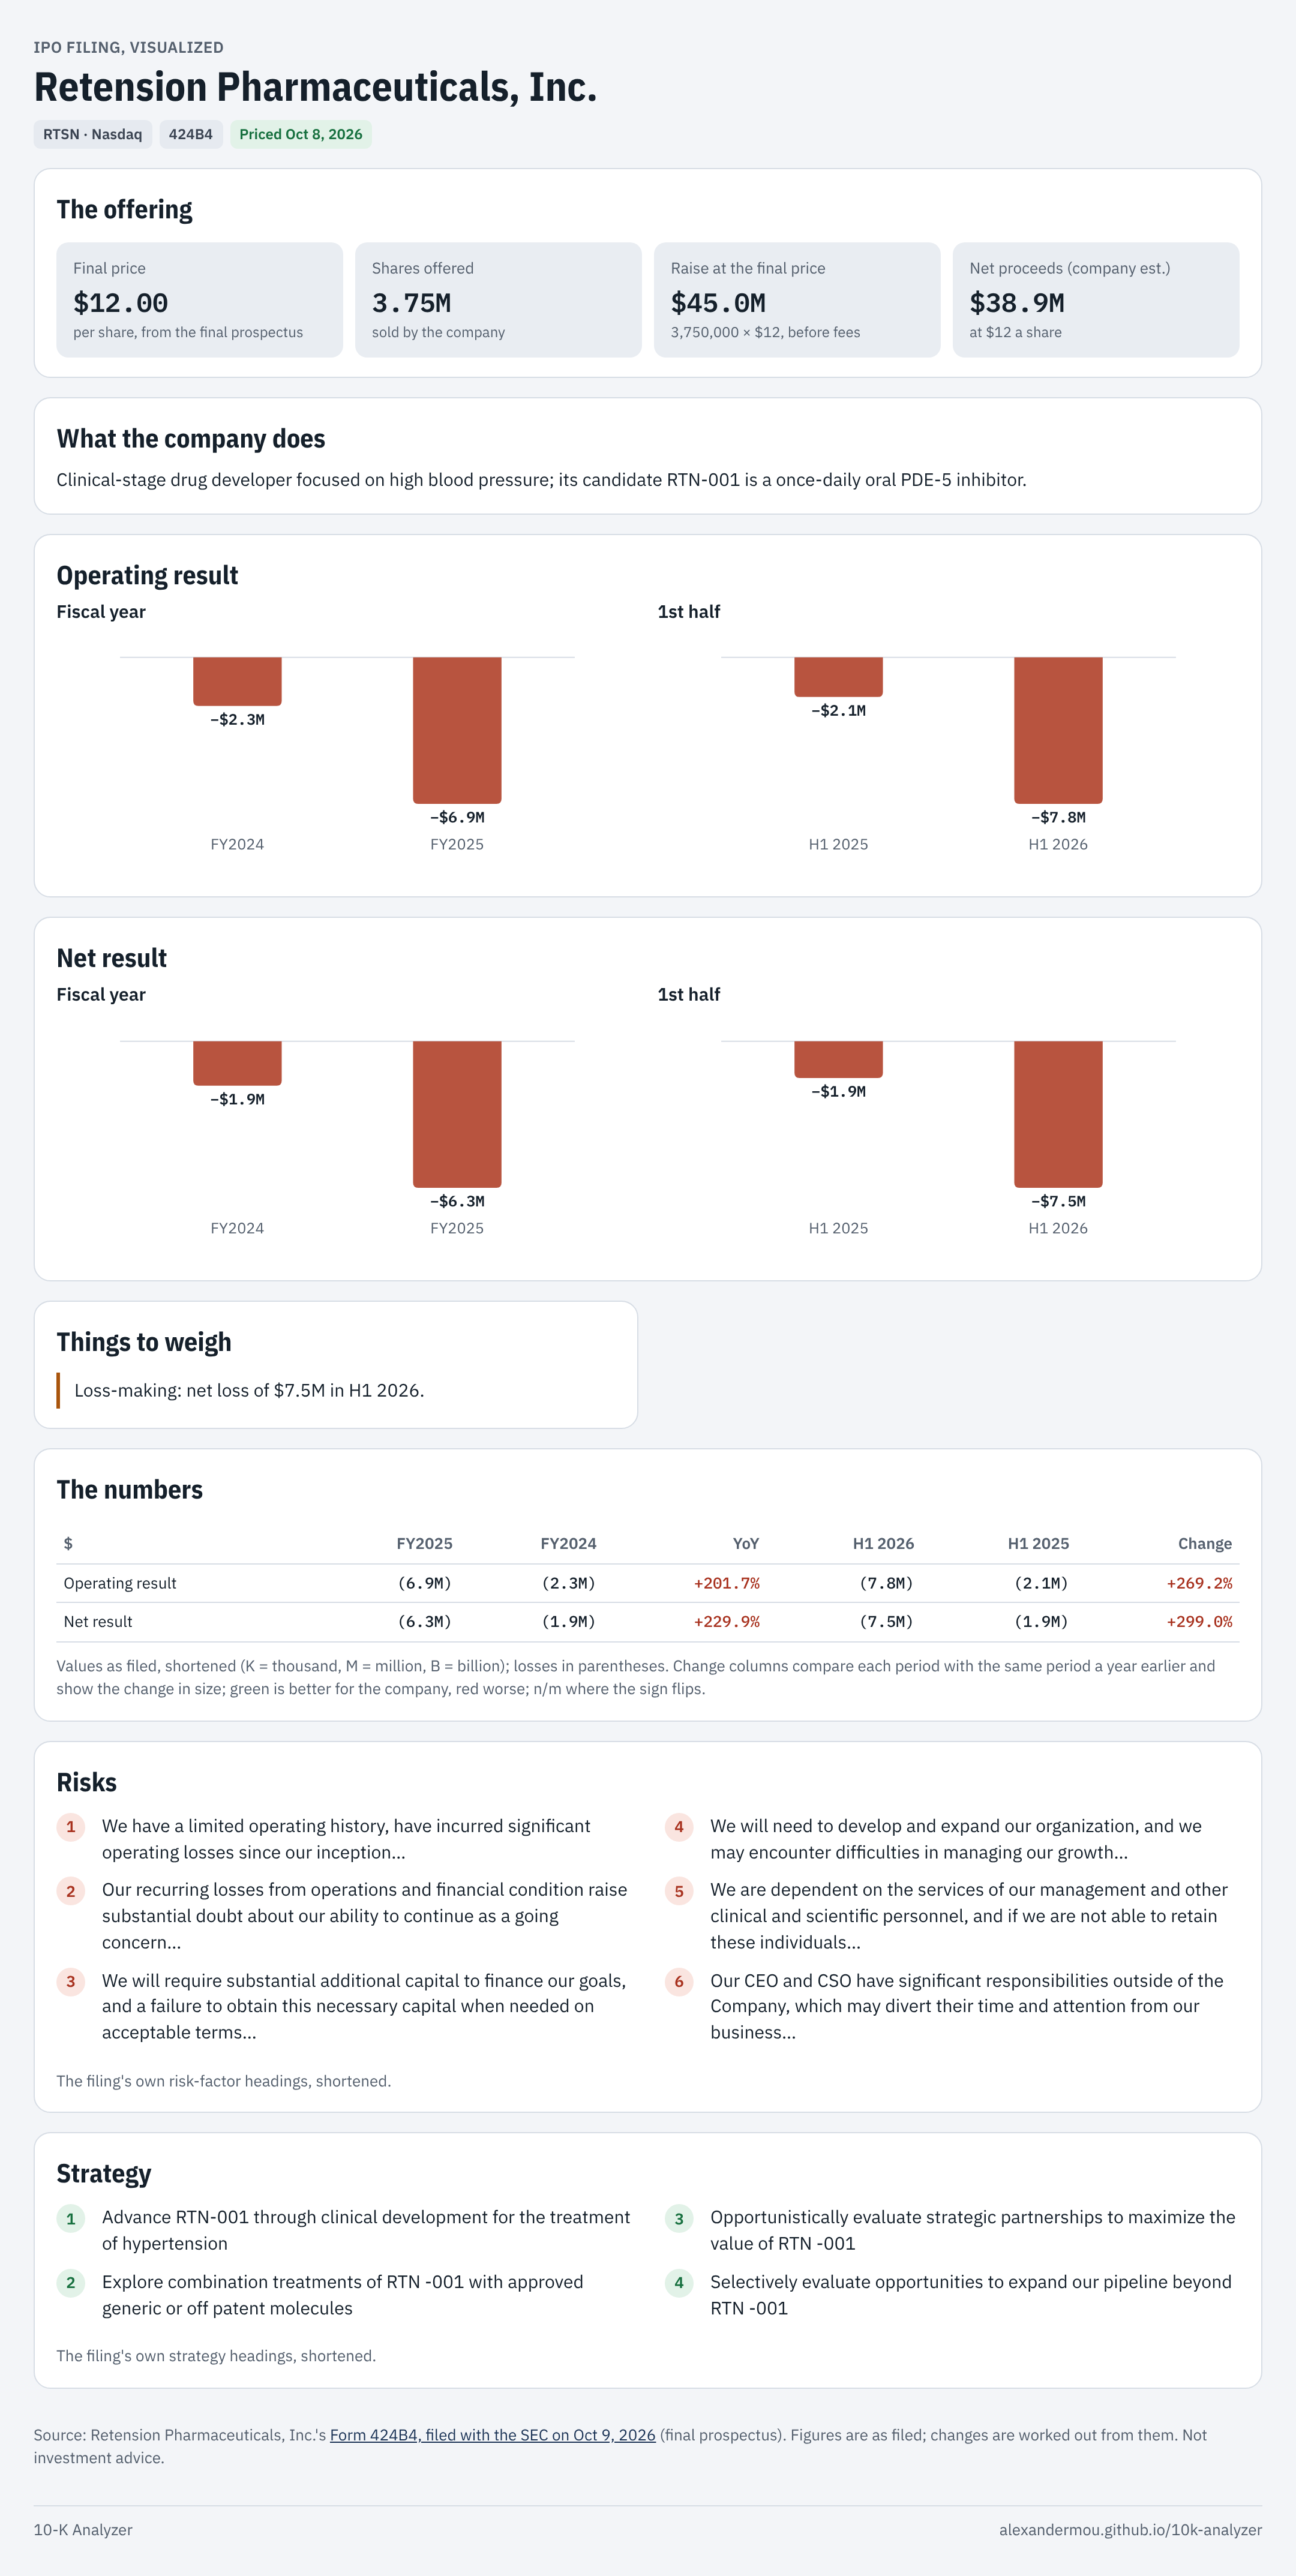 IPO FILING, VISUALIZED
Retension Pharmaceuticals, Inc.
RTSN · Nasdaq
424B4
Priced Oct 8, 2026
The offering
Final price
$12.00
per share, from the final prospectus
Shares offered
3.75M
sold by the company
Raise at the final price
$45.0M
3,750,000 × $12, before fees
Net proceeds (company est.)
$38.9M
at $12 a share
What the company does
Clinical-stage drug developer focused on high blood pressure; its candidate RTN-001 is a once-daily oral PDE-5 inhibitor.
Operating result
Fiscal year
−$2.3M
−$6.9M
FY2024
FY2025
1st half
−$2.1M
−$7.8M
H1 2025
H1 2026
Net result
Fiscal year
−$1.9M
−$6.3M
FY2024
FY2025
1st half
−$1.9M
−$7.5M
H1 2025
H1 2026
Things to weigh
Loss-making: net loss of $7.5M in H1 2026.
The numbers
$ FY2025 FY2024 YoY H1 2026 H1 2025 Change
Operating result (6.9M) (2.3M) +201.7% (7.8M) (2.1M) +269.2%
Net result (6.3M) (1.9M) +229.9% (7.5M) (1.9M) +299.0%
Values as filed, shortened (K = thousand, M = million, B = billion); losses in parentheses. Change columns compare each period with the same period a year earlier and
show the change in size; green is better for the company, red worse; n/m where the sign flips.
Risks
1 We have a limited operating history, have incurred significant
operating losses since our inception...
2 Our recurring losses from operations and financial condition raise
substantial doubt about our ability to continue as a going
concern...
3 We will require substantial additional capital to finance our goals,
and a failure to obtain this necessary capital when needed on
acceptable terms...
4 We will need to develop and expand our organization, and we
may encounter difficulties in managing our growth...
5 We are dependent on the services of our management and other
clinical and scientific personnel, and if we are not able to retain
these individuals...
6 Our CEO and CSO have significant responsibilities outside of the
Company, which may divert their time and attention from our
business...
The filing's own risk-factor headings, shortened.
Strategy
1 Advance RTN-001 through clinical development for the treatment
of hypertension
2 Explore combination treatments of RTN -001 with approved
generic or off patent molecules
3 Opportunistically evaluate strategic partnerships to maximize the
value of RTN -001
4 Selectively evaluate opportunities to expand our pipeline beyond
RTN -001
The filing's own strategy headings, shortened.
Source: Retension Pharmaceuticals, Inc.'s Form 424B4, filed with the SEC on Oct 9, 2026 (final prospectus). Figures are as filed; changes are worked out from them. Not
investment advice.
10-K Analyzer
alexandermou.github.io/10k-analyzer